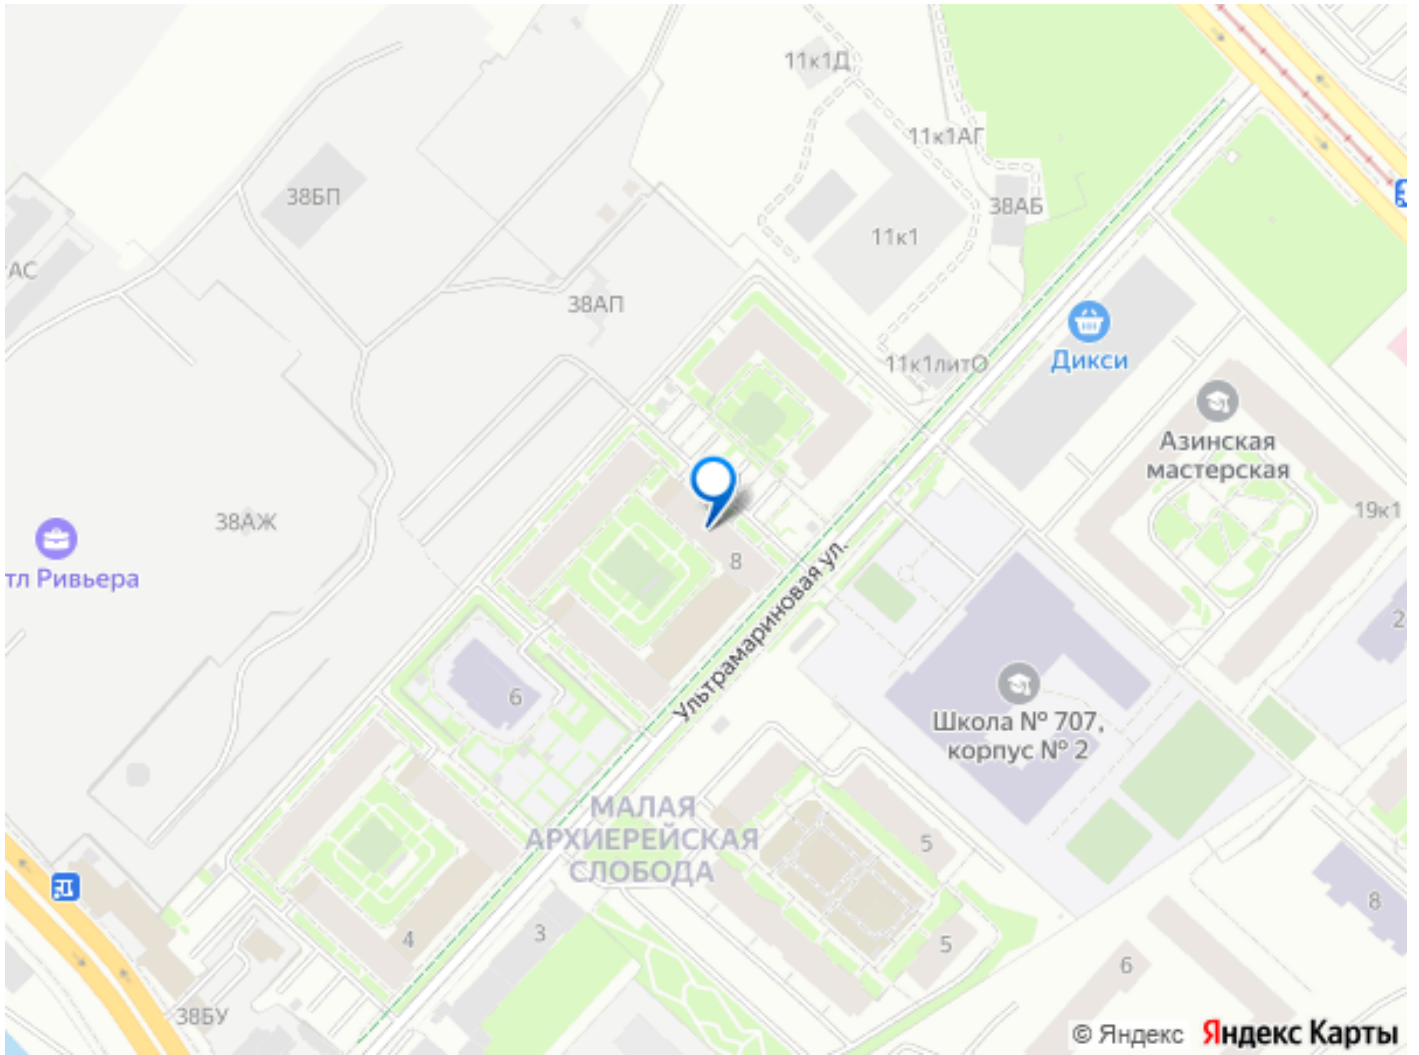 11к1Д
11к1АГ
38БП
38АБ
11к1
АС
38АП
Дикси
11к1литО
Азинская
мастерская
19к1
38АЖ
тл Ривьера
8
Ультрамариновая ул.
2
6
Школа № 707,
корпус № 2
МАЛАЯ
АРХИЕРЕЙСКАЯ
СЛОБОДА
5
8
4
3
5
6
38БУ
© Яндекс Яндекс Карты